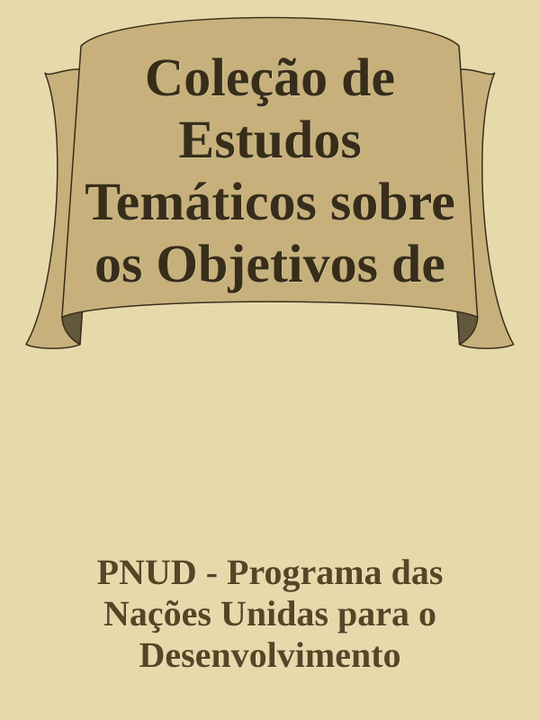 Coleção de
Estudos
Temáticos sobre
os Objetivos de
PNUD - Programa das
Nações Unidas para o
Desenvolvimento